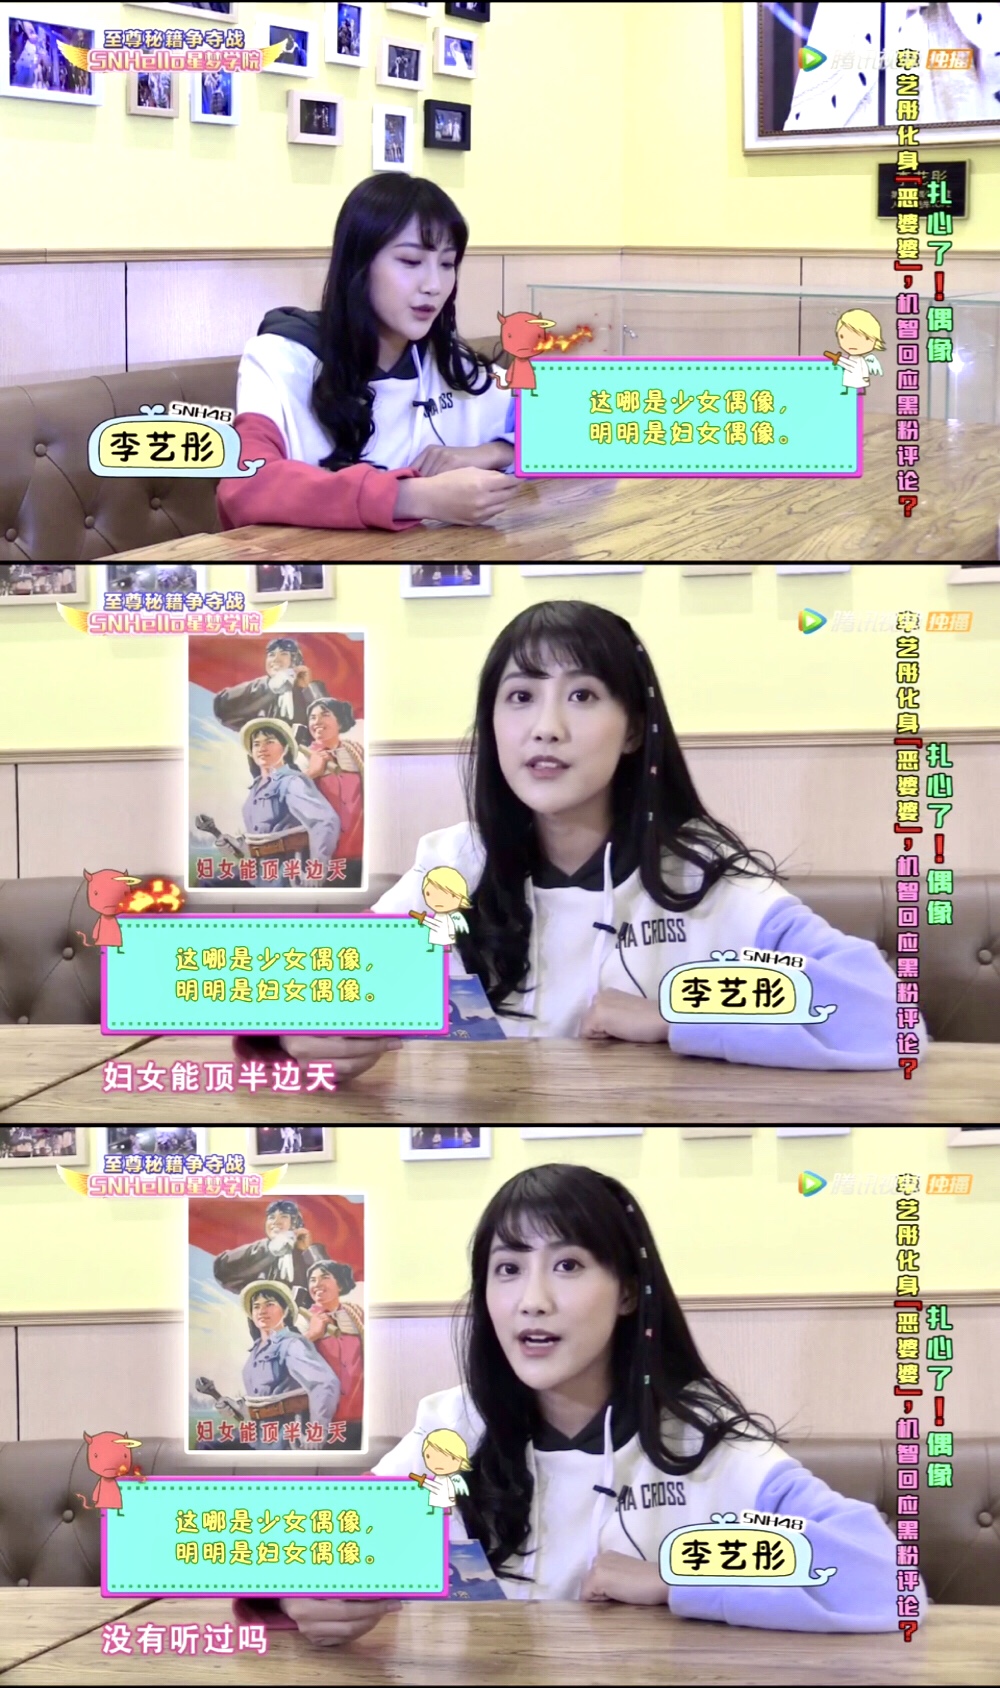 至尊秘籍争夺战
SNHello星梦学院
腾讯视频 独播
李艺彤化身「恶婆婆」，机智回应黑粉评论？
扎心了！偶像
李艺彤
SNH48
李艺彤
这哪是少女偶像，
明明是妇女偶像。
至尊秘籍争夺战
SNHello星梦学院
腾讯视频 独播
李艺彤化身「恶婆婆」，机智回应黑粉评论？
扎心了！偶像
妇女能顶半边天
这哪是少女偶像，
明明是妇女偶像。
HA CROSS
SNH48
李艺彤
妇女能顶半边天
至尊秘籍争夺战
SNHello星梦学院
腾讯视频 独播
李艺彤化身「恶婆婆」，机智回应黑粉评论？
扎心了！偶像
妇女能顶半边天
这哪是少女偶像，
明明是妇女偶像。
HA CROSS
SNH48
李艺彤
没有听过吗